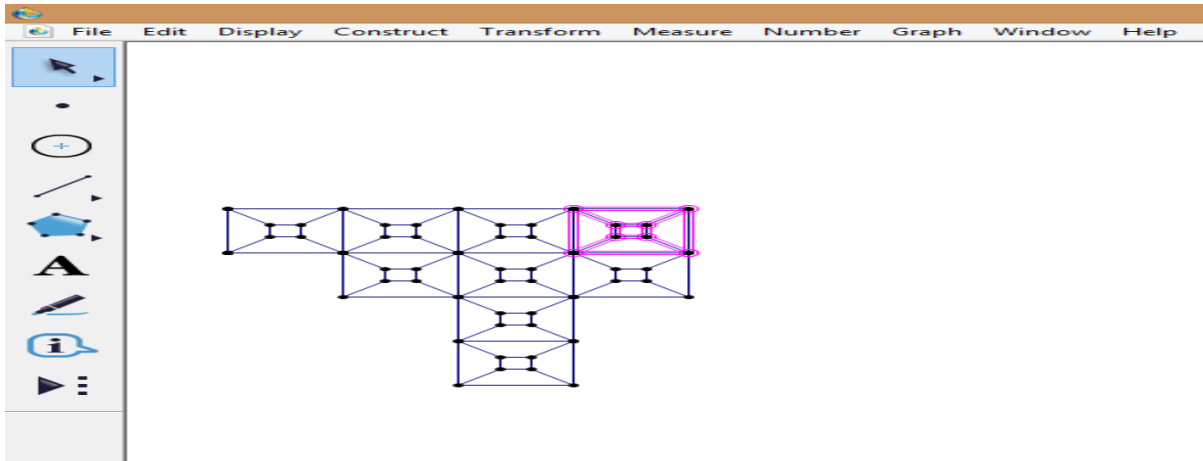 File Edit Display Construct Transform Measure Number Graph Window Help
A
i